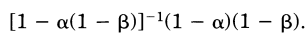 [1 − α(1 − β)]⁻¹(1 − α)(1 − β).